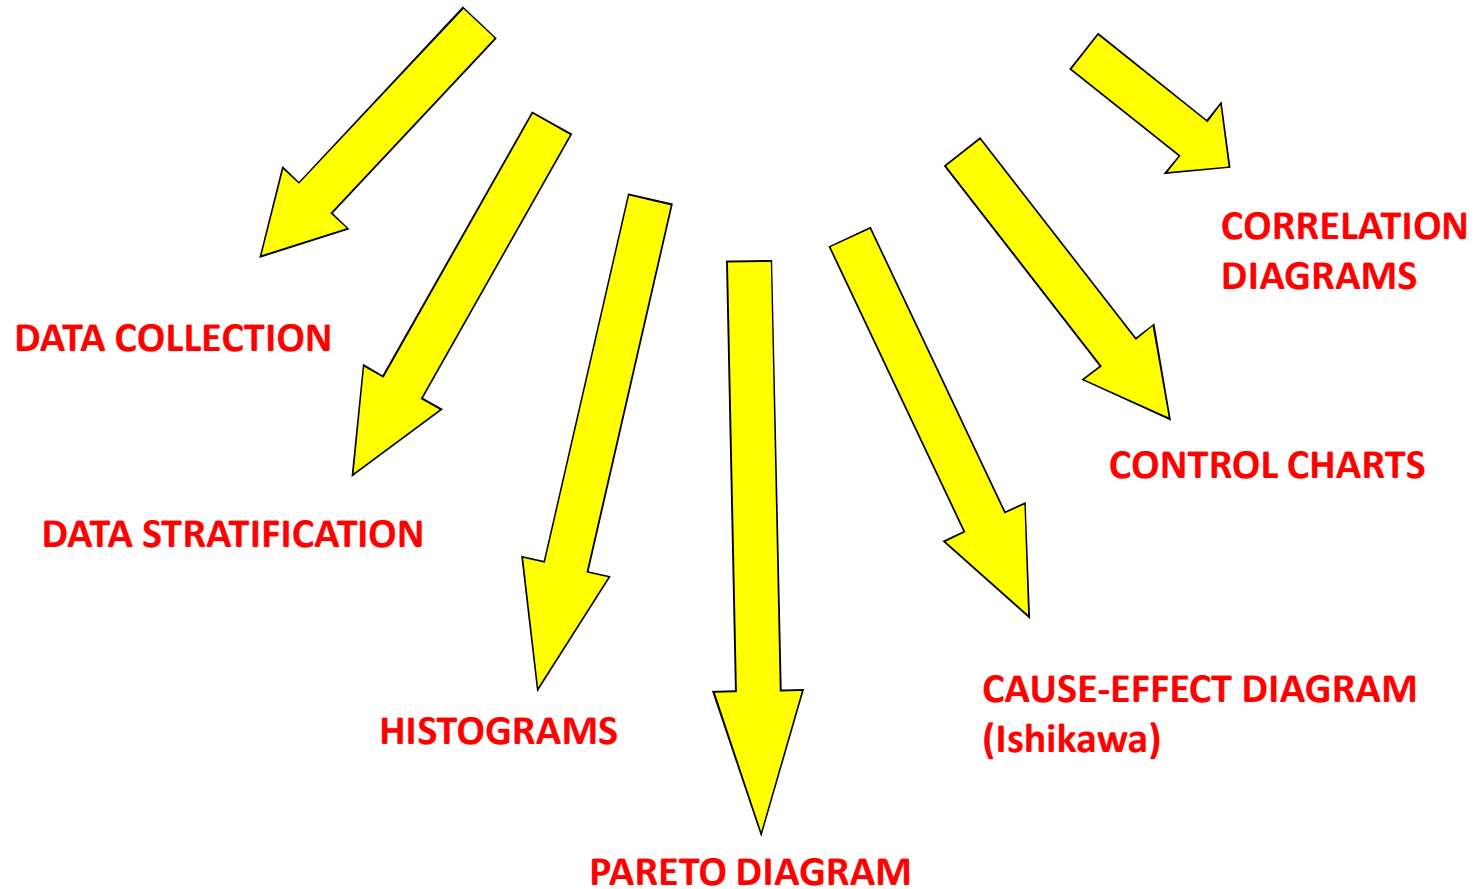 CORRELATION
DIAGRAMS
DATA COLLECTION
CONTROL CHARTS
DATA STRATIFICATION
CAUSE-EFFECT DIAGRAM
(Ishikawa)
HISTOGRAMS
PARETO DIAGRAM